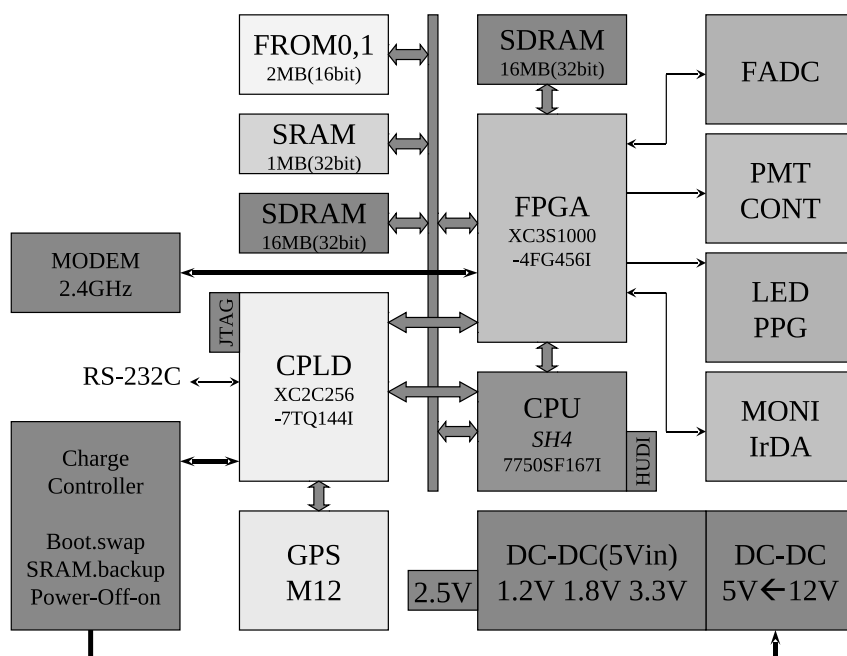 FROM0,1
2MB(16bit)
SDRAM
16MB(32bit)
FADC
SRAM
1MB(32bit)
FPGA
XC3S1000
-4FG456I
PMT
CONT
SDRAM
16MB(32bit)
MODEM
2.4GHz
LED
PPG
JTAG
CPLD
XC2C256
-7TQ144I
RS-232C
CPU
SH4
7750SF167I
HUDI
MONI
IrDA
Charge
Controller
Boot.swap
SRAM.backup
Power-Off-on
GPS
M12
2.5V
DC-DC(5Vin)
1.2V 1.8V 3.3V
DC-DC
5V←12V